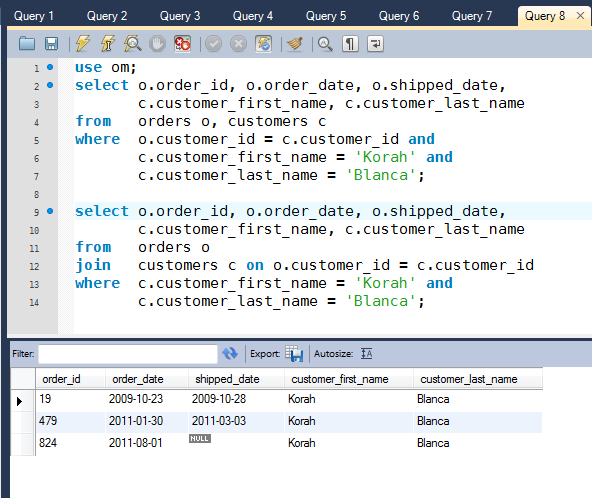 Query 1 Query 2 Query 3 Query 4 Query 5 Query 6 Query 7 Query 8
1 use om;
2 select o.order_id, o.order_date, o.shipped_date,
3 c.customer_first_name, c.customer_last_name
4 from orders o, customers c
5 where o.customer_id = c.customer_id and
6 c.customer_first_name = 'Korah' and
7 c.customer_last_name = 'Blanca';
8
9 select o.order_id, o.order_date, o.shipped_date,
10 c.customer_first_name, c.customer_last_name
11 from orders o
12 join customers c on o.customer_id = c.customer_id
13 where c.customer_first_name = 'Korah' and
14 c.customer_last_name = 'Blanca';
Filter: Export: Autosize:
order_id order_date shipped_date customer_first_name customer_last_name
19 2009-10-23 2009-10-28 Korah Blanca
479 2011-01-30 2011-03-03 Korah Blanca
824 2011-08-01 NULL Korah Blanca